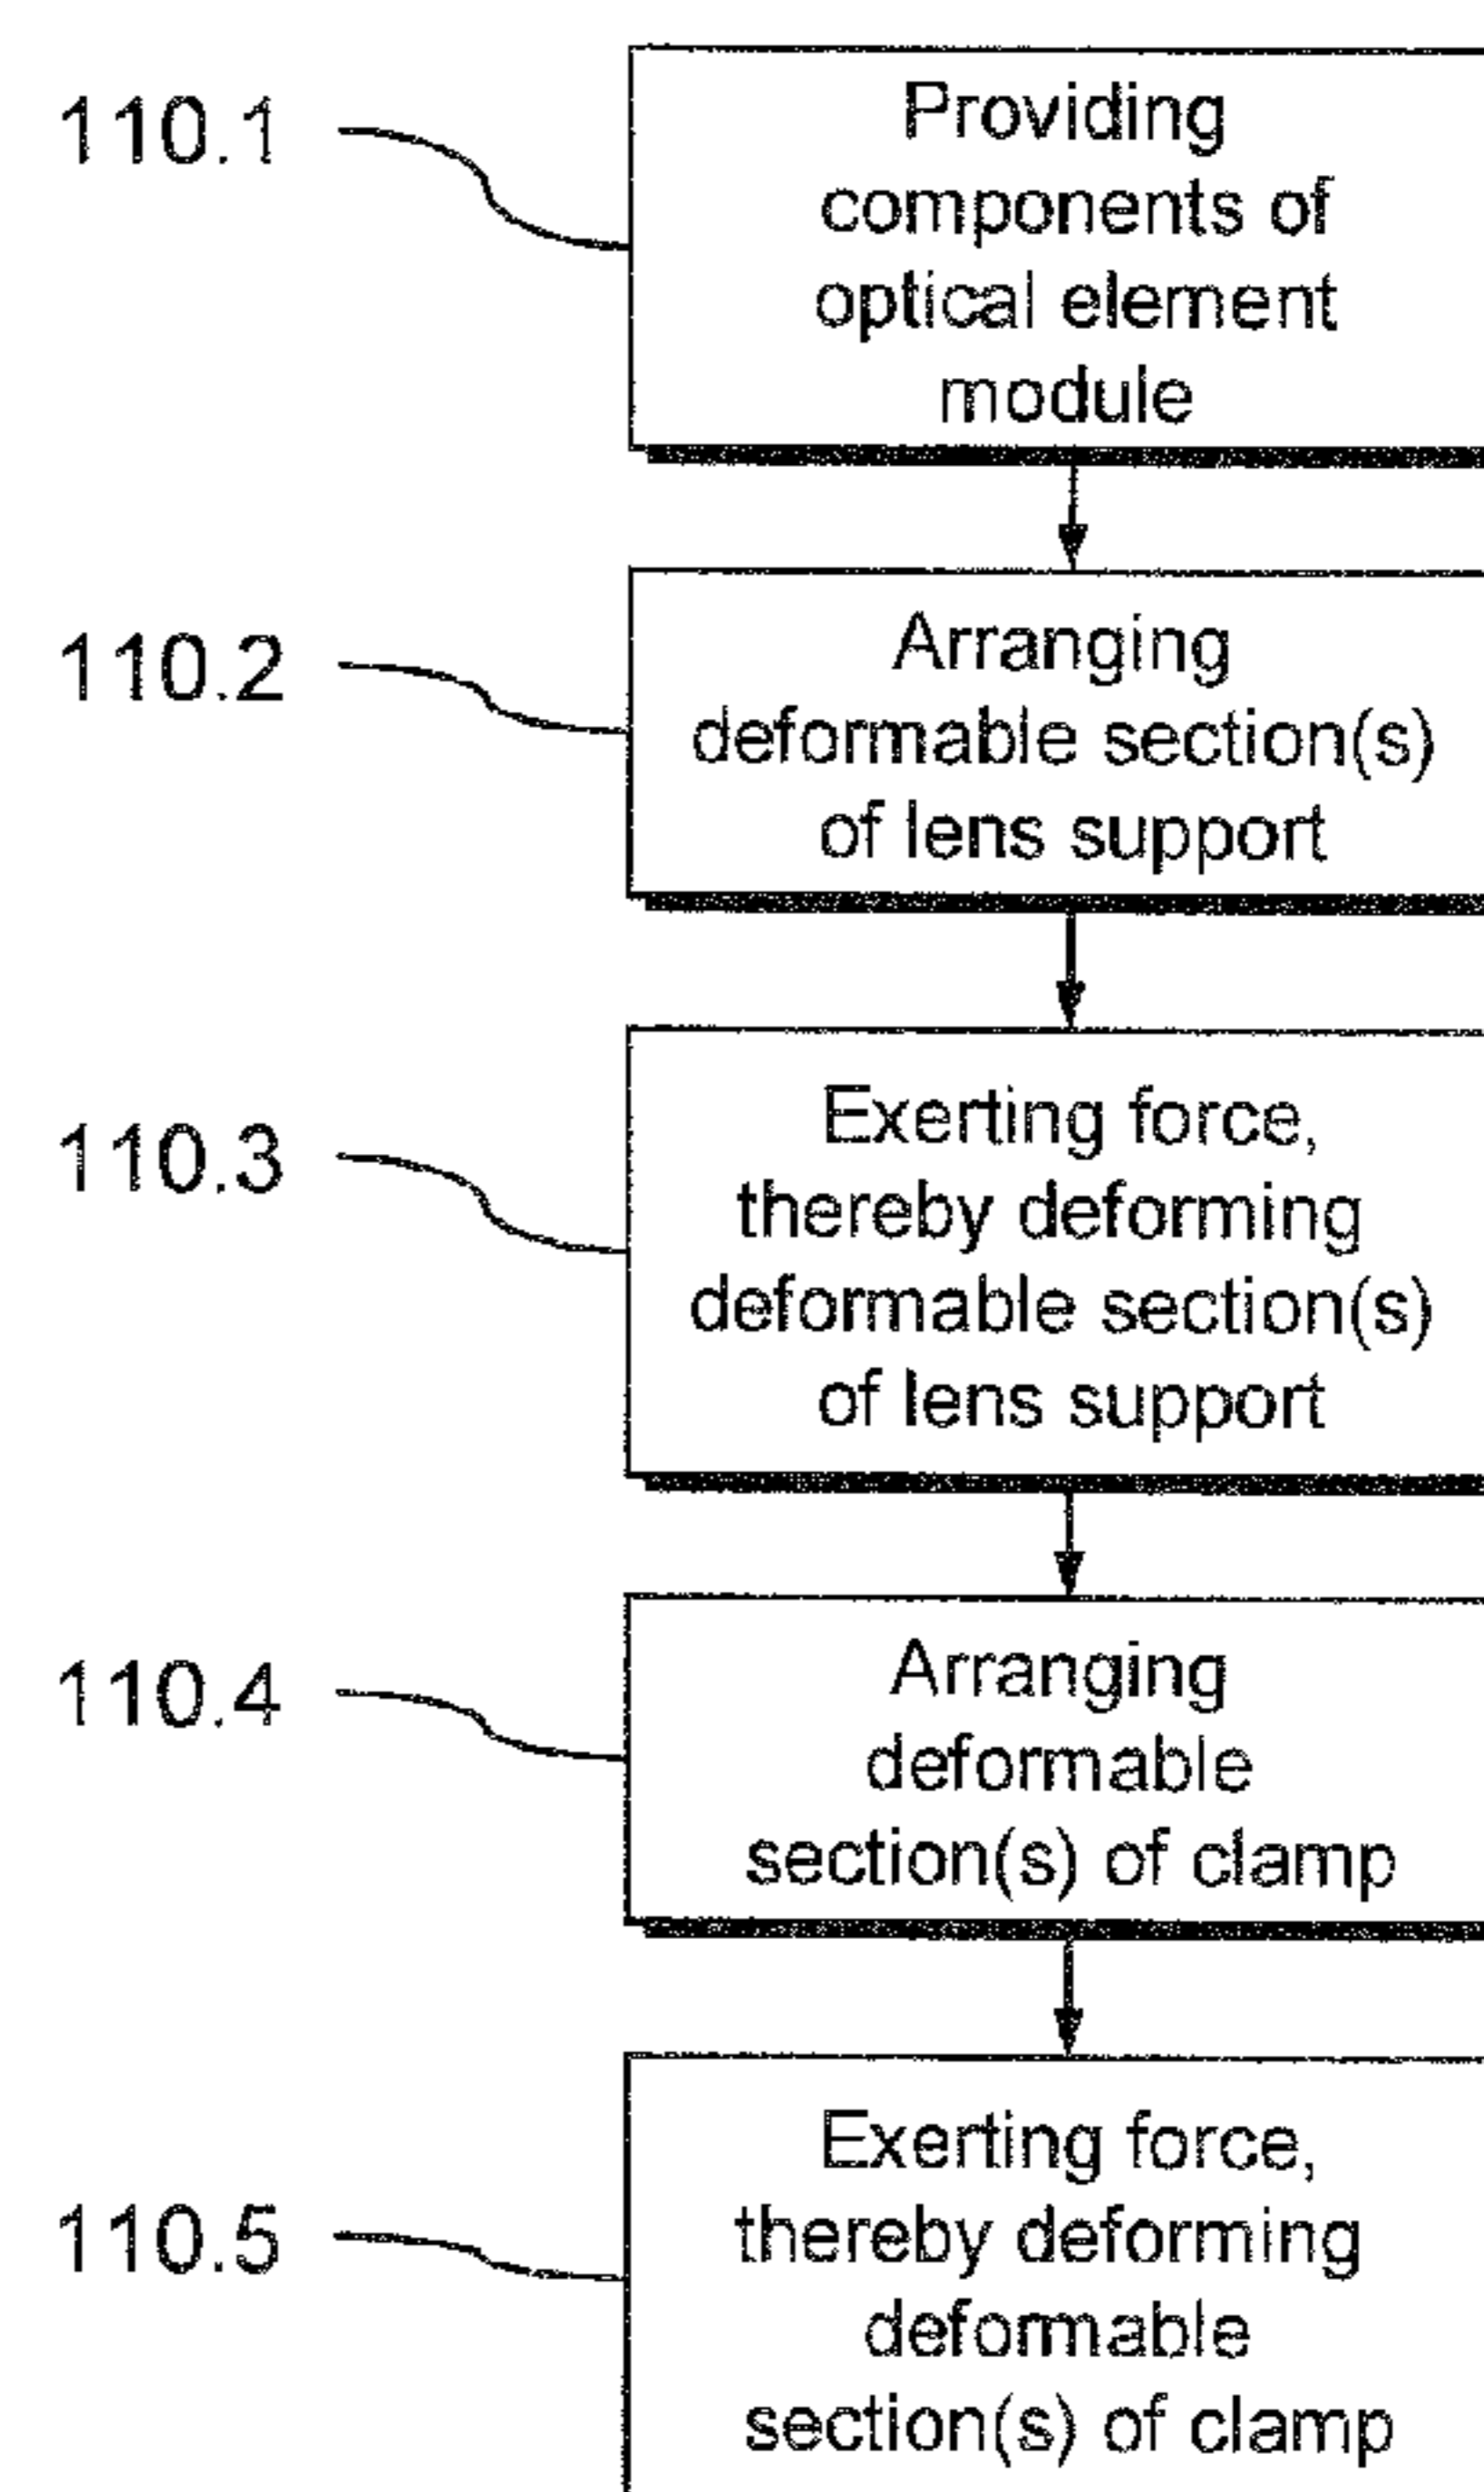 110.1
Providing
components of
optical element
module
110.2
Arranging
deformable section(s)
of lens support
110.3
Exerting force,
thereby deforming
deformable section(s)
of lens support
110.4
Arranging
deformable
section(s) of clamp
110.5
Exerting force,
thereby deforming
deformable
section(s) of clamp